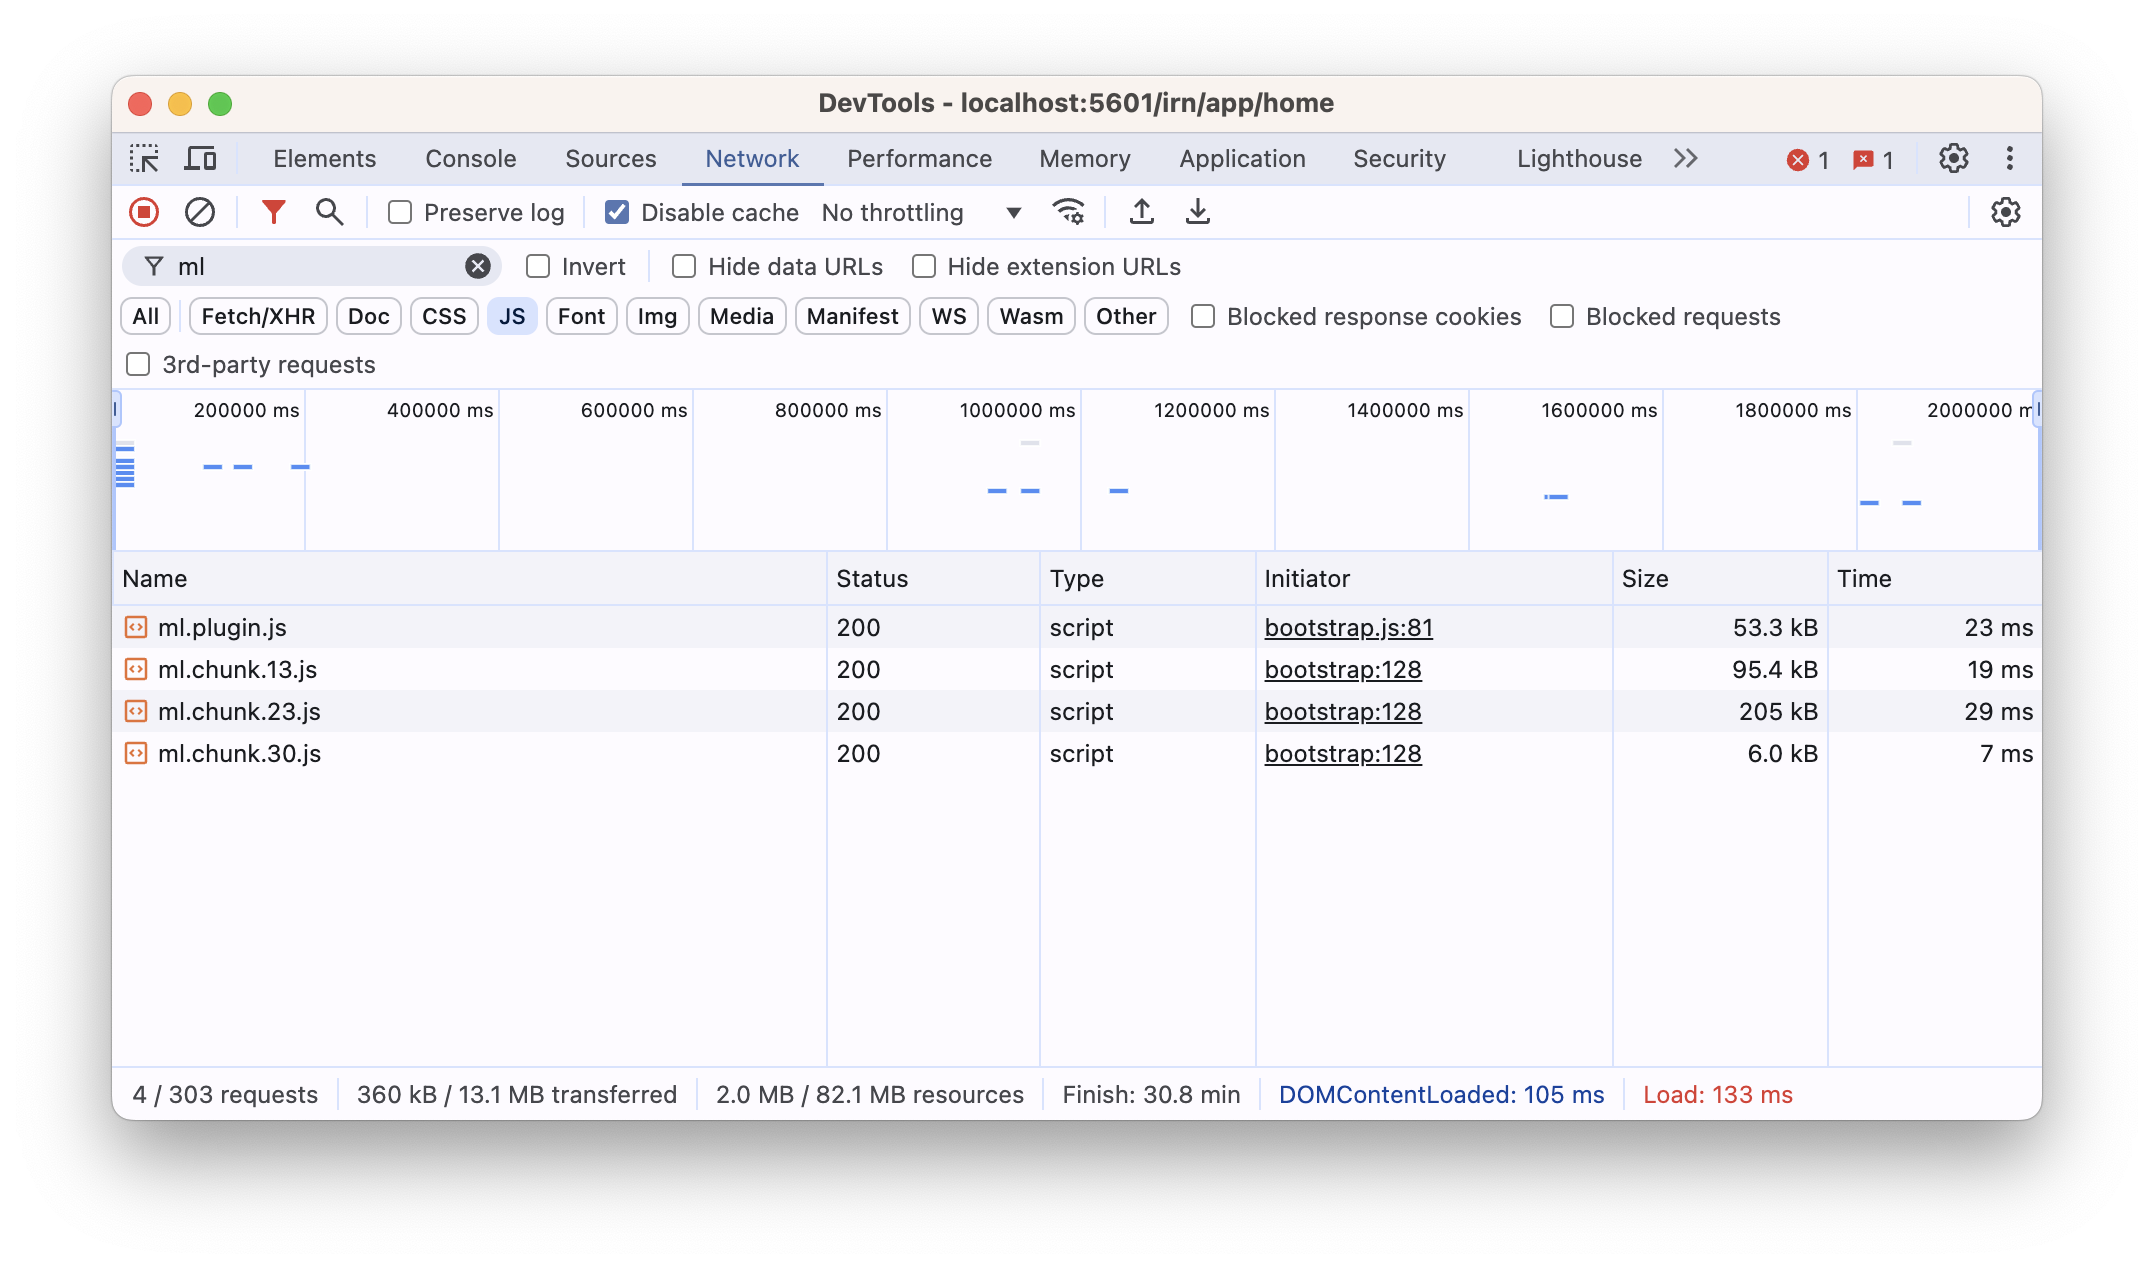 DevTools - localhost:5601/irn/app/home
Elements Console Sources Network Performance Memory Application Security Lighthouse 1 1
Preserve log Disable cache No throttling
ml Invert Hide data URLs Hide extension URLs
All Fetch/XHR Doc CSS JS Font Img Media Manifest WS Wasm Other Blocked response cookies Blocked requests
3rd-party requests
200000 ms 400000 ms 600000 ms 800000 ms 1000000 ms 1200000 ms 1400000 ms 1600000 ms 1800000 ms 2000000 m
Name Status Type Initiator Size Time
ml.plugin.js 200 script bootstrap.js:81 53.3 kB 23 ms
ml.chunk.13.js 200 script bootstrap:128 95.4 kB 19 ms
ml.chunk.23.js 200 script bootstrap:128 205 kB 29 ms
ml.chunk.30.js 200 script bootstrap:128 6.0 kB 7 ms
4 / 303 requests 360 kB / 13.1 MB transferred 2.0 MB / 82.1 MB resources Finish: 30.8 min DOMContentLoaded: 105 ms Load: 133 ms